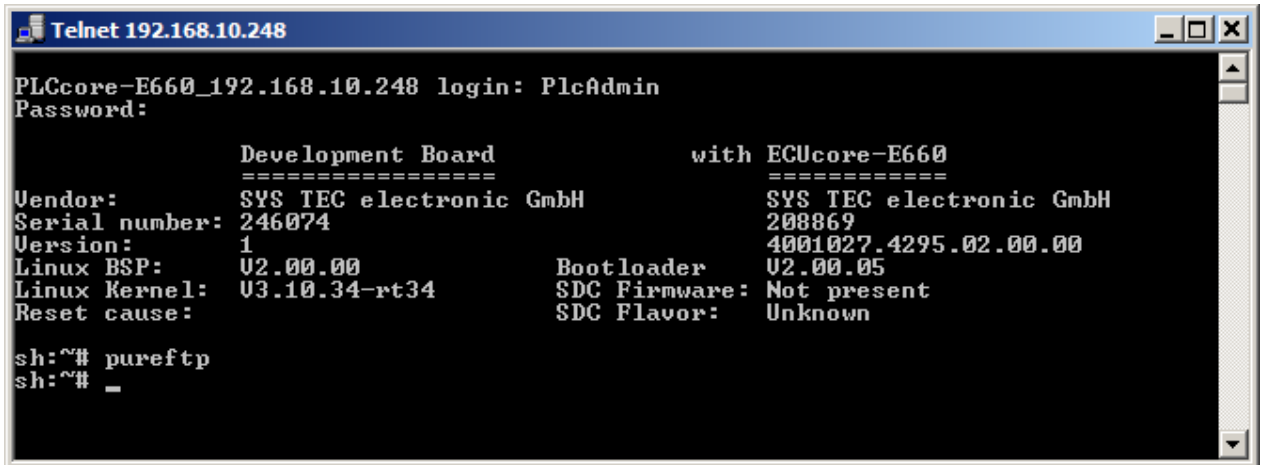 Telnet 192.168.10.248
PLCcore-E660_192.168.10.248 login: PlcAdmin
Password:
Development Board with ECUcore-E660
================= ============
Vendor: SYS TEC electronic GmbH SYS TEC electronic GmbH
Serial number: 246074 208869
Version: 1 4001027.4295.02.00.00
Linux BSP: V2.00.00 Bootloader V2.00.05
Linux Kernel: V3.10.34-rt34 SDC Firmware: Not present
Reset cause: SDC Flavor: Unknown
sh:~# pureftp
sh:~# _